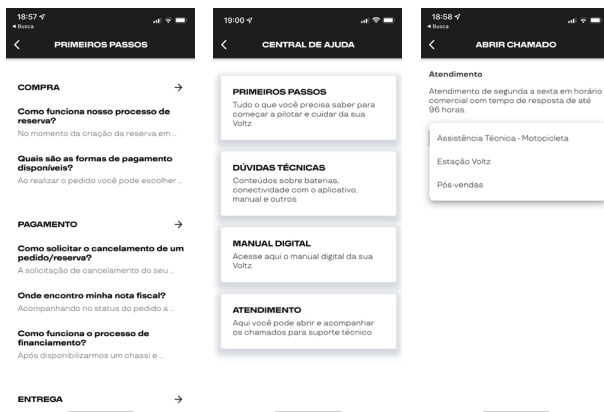 18:57
◂ Busca
PRIMEIROS PASSOS
COMPRA
Como funciona nosso processo de
reserva?
No momento da criação da reserva em ...
Quais são as formas de pagamento
disponíveis?
Ao realizar o pedido você pode escolher ...
PAGAMENTO
Como solicitar o cancelamento de um
pedido/reserva?
A solicitação de cancelamento do seu ...
Onde encontro minha nota fiscal?
Acompanhando no status do pedido a ...
Como funciona o processo de
financiamento?
Após disponibilizarmos um chassi e ...
ENTREGA
19:00
CENTRAL DE AJUDA
PRIMEIROS PASSOS
Tudo o que você precisa saber para
começar a pilotar e cuidar da sua
Voltz
DÚVIDAS TÉCNICAS
Conteúdos sobre baterias,
conectividade com o aplicativo,
manual e outros
MANUAL DIGITAL
Acesse aqui o manual digital da sua
Voltz.
ATENDIMENTO
Aqui você pode abrir e acompanhar
os chamados para suporte técnico
18:58
◂ Busca
ABRIR CHAMADO
Atendimento
Atendimento de segunda a sexta em horário
comercial com tempo de resposta de até
96 horas.
Assistência Técnica - Motocicleta
Estação Voltz
Pós-vendas